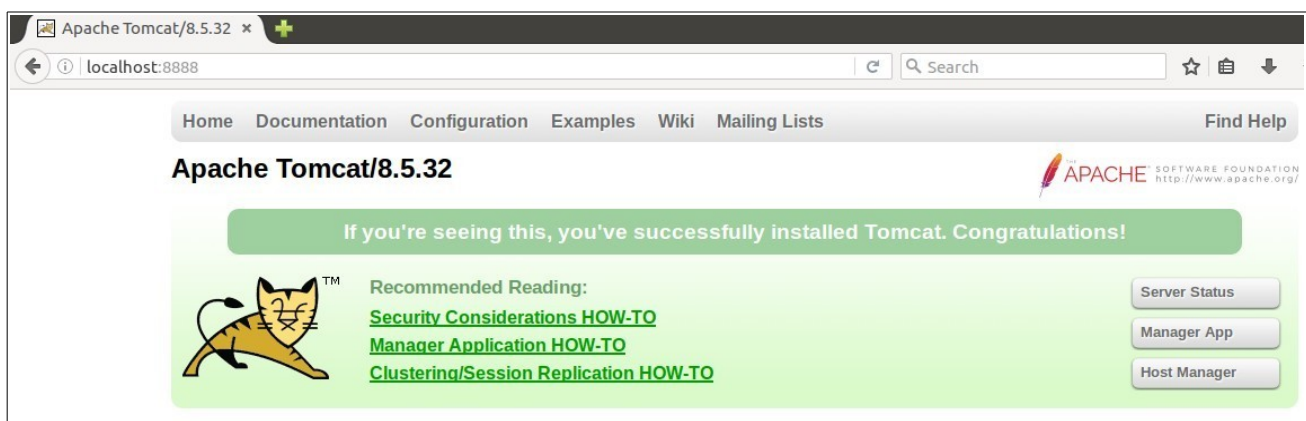 Apache Tomcat/8.5.32
localhost:8888
Search
Home Documentation Configuration Examples Wiki Mailing Lists Find Help
Apache Tomcat/8.5.32
THE
APACHE SOFTWARE FOUNDATION
http://www.apache.org/
If you're seeing this, you've successfully installed Tomcat. Congratulations!
TM
Recommended Reading:
Security Considerations HOW-TO
Manager Application HOW-TO
Clustering/Session Replication HOW-TO
Server Status
Manager App
Host Manager